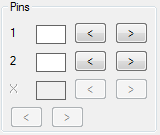 Pins
1 < >
2 < >
X < >
< >